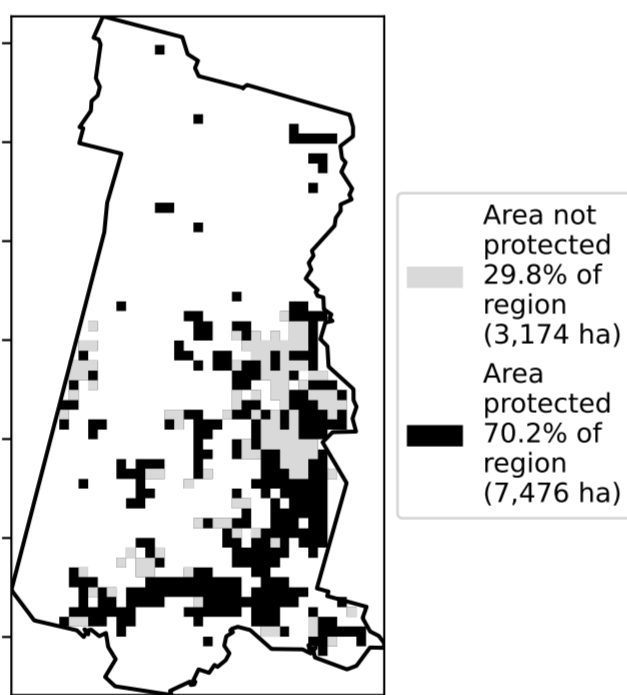 Area not
protected
29.8% of
region
(3,174 ha)
Area
protected
70.2% of
region
(7,476 ha)